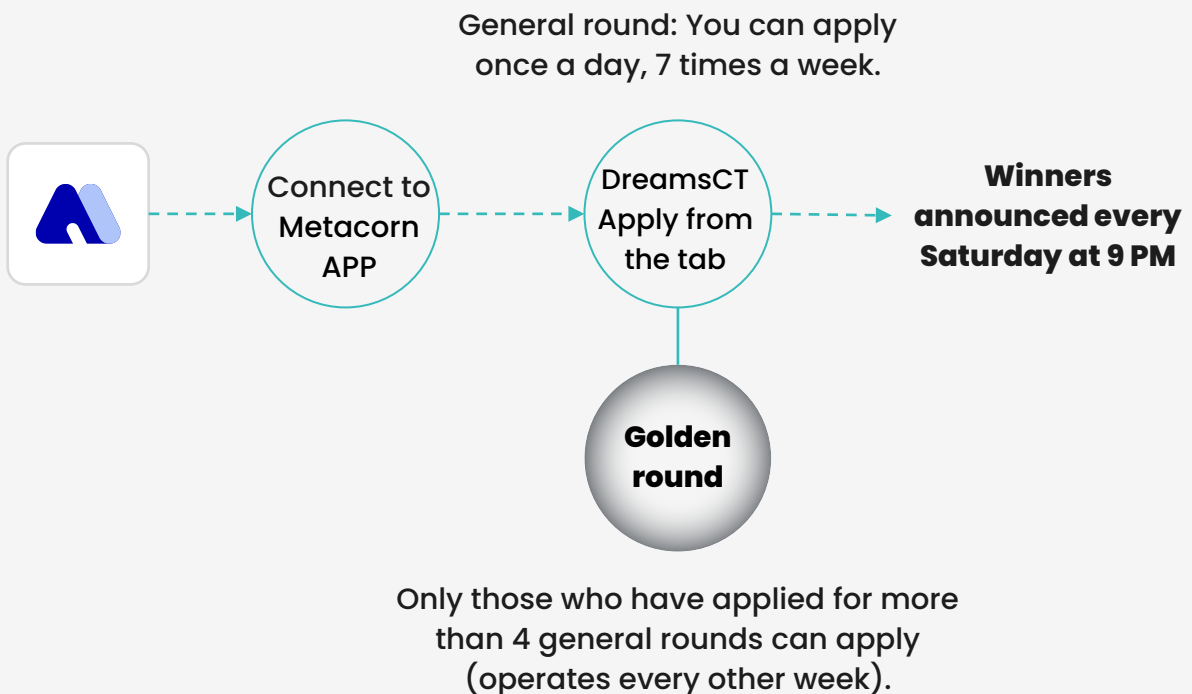 General round: You can apply
once a day, 7 times a week.
Connect to
Metacorn
APP
DreamsCT
Apply from
the tab
Winners
announced every
Saturday at 9 PM
Golden
round
Only those who have applied for more
than 4 general rounds can apply
(operates every other week).